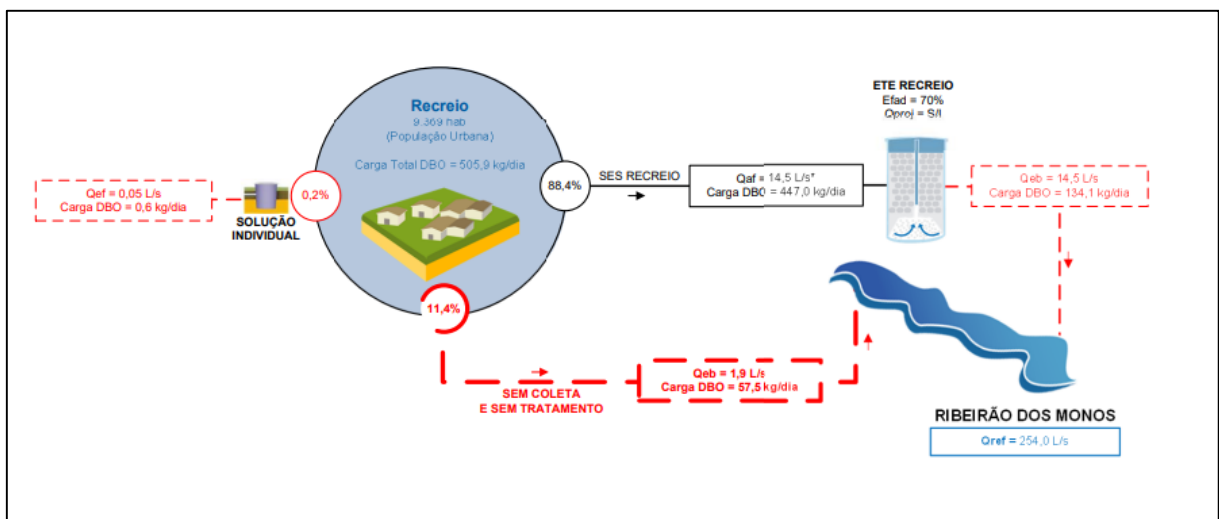 Recreio
9.369 hab
(População Urbana)
Carga Total DBO = 505,9 kg/dia
Qef = 0,05 L/s
Carga DBO = 0,6 kg/dia
SOLUÇÃO
INDIVIDUAL
0,2%
88,4%
SES RECREIO
Qaf = 14,5 L/s*
Carga DBO = 447,0 kg/dia
ETE RECREIO
Efad = 70%
Qproj = S/I
Qeb = 14,5 L/s
Carga DBO = 134,1 kg/dia
11,4%
SEM COLETA
E SEM TRATAMENTO
Qeb = 1,9 L/s
Carga DBO = 57,5 kg/dia
RIBEIRÃO DOS MONOS
Qref = 254,0 L/s